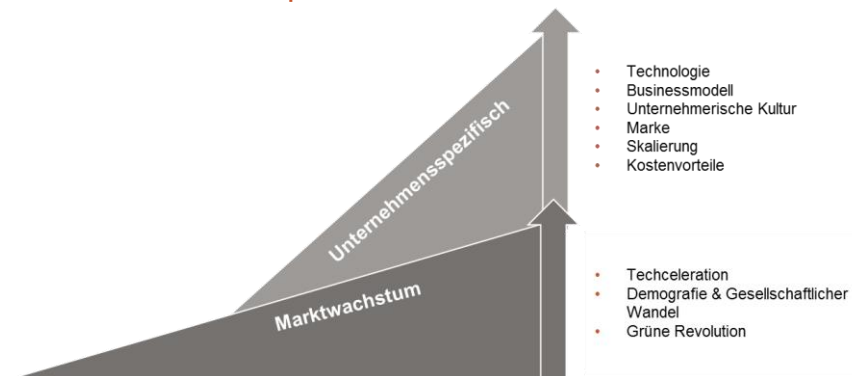 Technologie
Businessmodell
Unternehmerische Kultur
Marke
Skalierung
Kostenvorteile
Unternehmensspezifisch
Marktwachstum
Techceleration
Demografie & Gesellschaftlicher
Wandel
Grüne Revolution